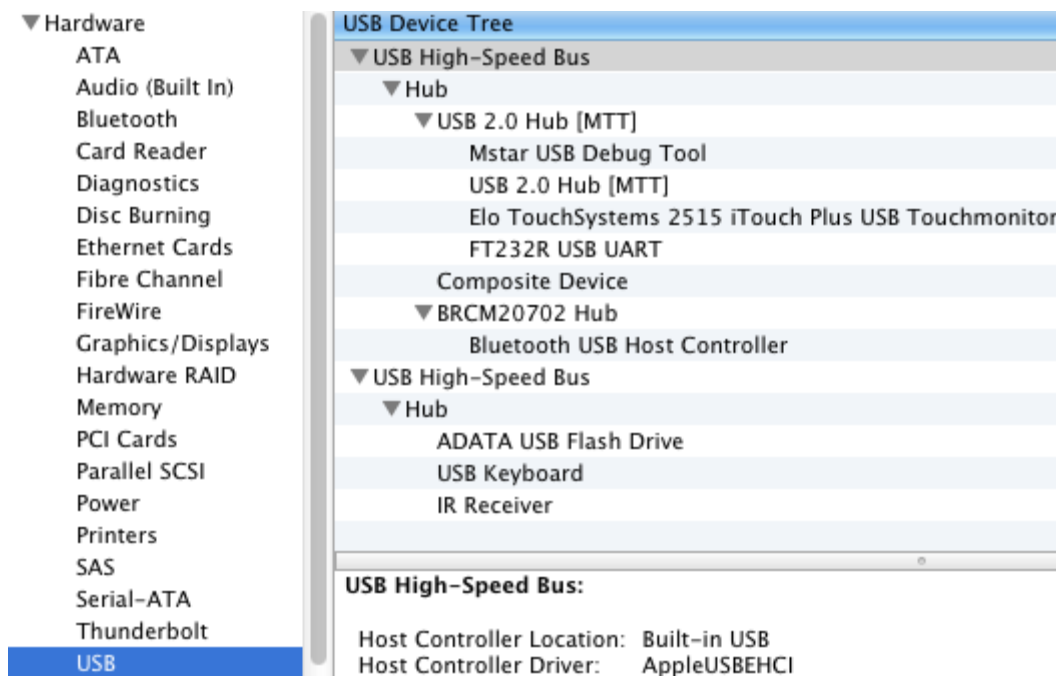 Hardware
ATA
Audio (Built In)
Bluetooth
Card Reader
Diagnostics
Disc Burning
Ethernet Cards
Fibre Channel
FireWire
Graphics/Displays
Hardware RAID
Memory
PCI Cards
Parallel SCSI
Power
Printers
SAS
Serial-ATA
Thunderbolt
USB
USB Device Tree
USB High-Speed Bus
Hub
USB 2.0 Hub [MTT]
Mstar USB Debug Tool
USB 2.0 Hub [MTT]
Elo TouchSystems 2515 iTouch Plus USB Touchmonitor
FT232R USB UART
Composite Device
BRCM20702 Hub
Bluetooth USB Host Controller
USB High-Speed Bus
Hub
ADATA USB Flash Drive
USB Keyboard
IR Receiver
USB High-Speed Bus:
Host Controller Location: Built-in USB
Host Controller Driver: AppleUSBEHCI